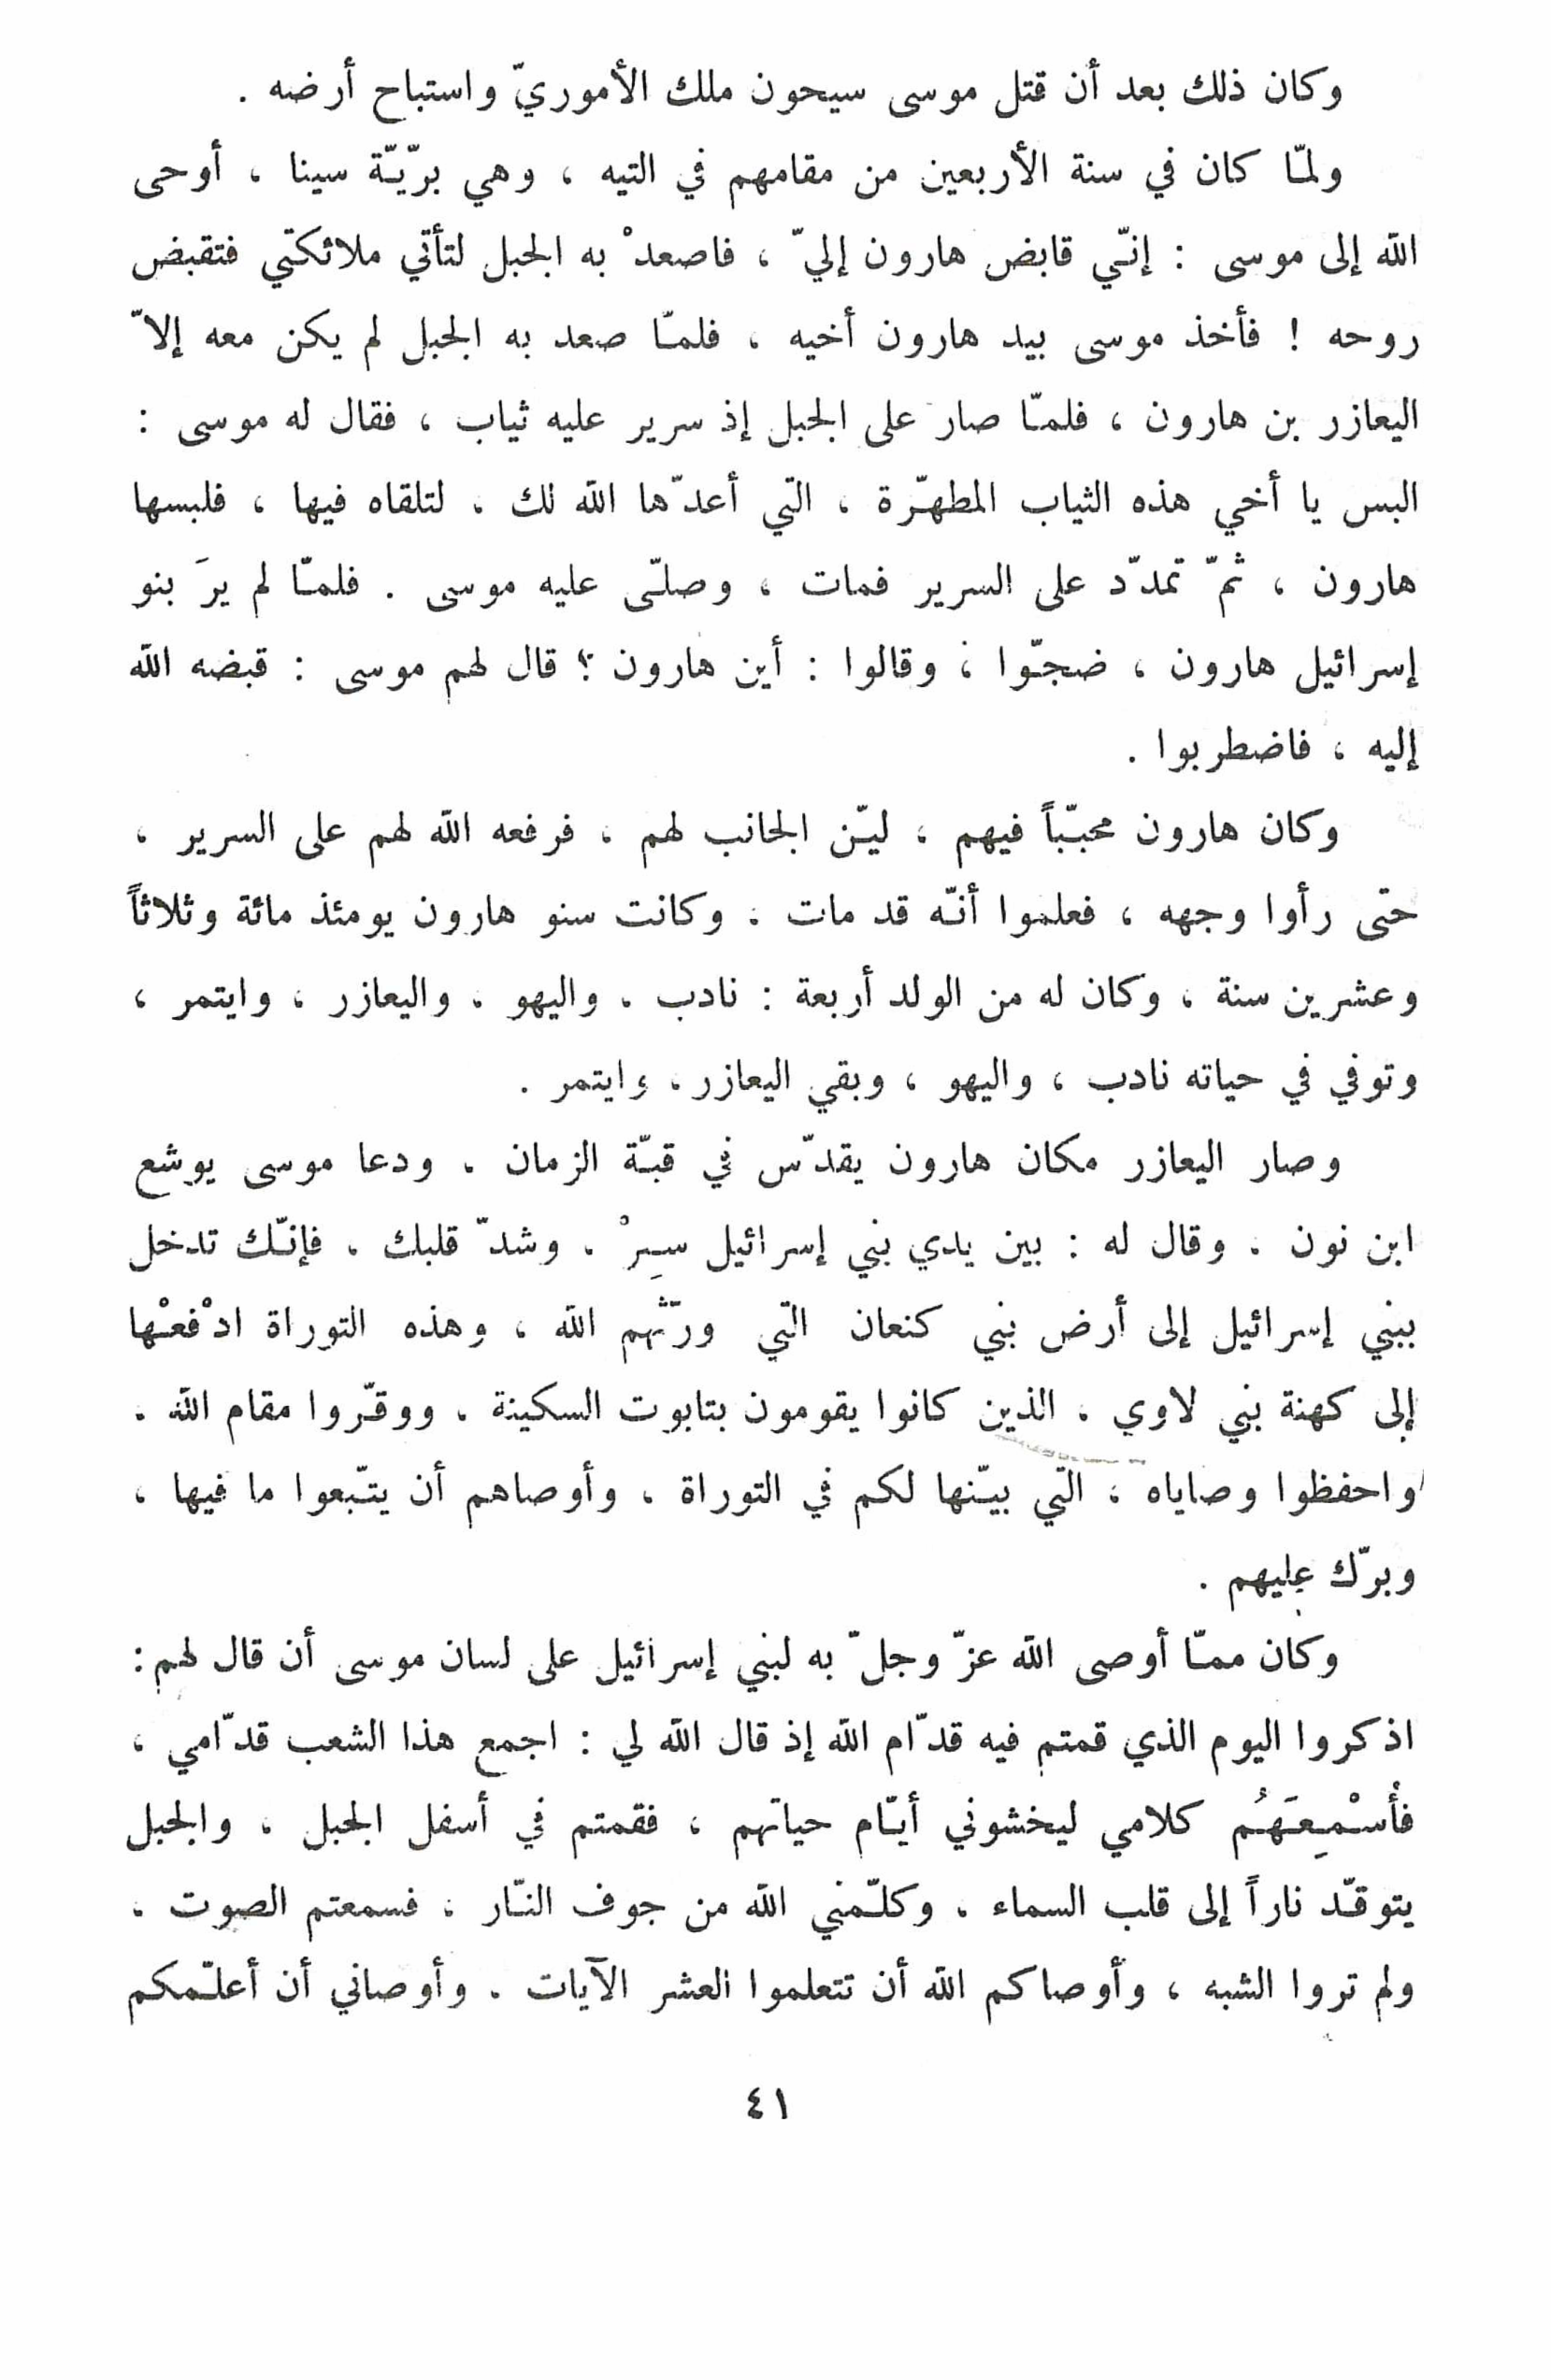 وكان ذلك بعد أن قتل موسى سيحون ملك الأموريّ واستباح أرضه .
ولمّا كان في سنة الأربعين من مقامهم في التيه ، وهي برّيّة سينا ، أوحى
الله إلى موسى : إنّي قابض هارون إليّ ، فاصعدْ به الجبل لتأتي ملائكتي فتقبض
روحه ! فأخذ موسى بيد هارون أخيه ، فلمّا صعد به الجبل لم يكن معه إلاّ
اليعازر بن هارون ، فلمّا صار على الجبل إذ سرير عليه ثياب ، فقال له موسى :
البس يا أخي هذه الثياب المطهّرة ، التي أعدّها الله لك ، لتلقاه فيها ، فلبسها
هارون ، ثمّ تمدّد على السرير فمات ، وصلّى عليه موسى . فلمّا لم يرَ بنو
إسرائيل هارون ، ضجّوا ، وقالوا : أين هارون ؟ قال لهم موسى : قبضه الله
إليه ، فاضطربوا .
وكان هارون محبّباً فيهم ، ليّن الجانب لهم ، فرفعه الله لهم على السرير ،
حتى رأوا وجهه ، فعلموا أنّه قد مات . وكانت سنو هارون يومئذ مائة وثلاثاً
وعشرين سنة ، وكان له من الولد أربعة : نادب ، واليهو ، واليعازر ، وايتمر ،
وتوفي في حياته نادب ، واليهو ، وبقي اليعازر ، وايتمر .
وصار اليعازر مكان هارون يقدّس في قبّة الزمان . ودعا موسى يوشع
ابن نون . وقال له : بين يدي بني إسرائيل سِرْ . وشدّ قلبك . فإنّك تدخل
ببني إسرائيل إلى أرض بني كنعان التي ورّثهم الله ، وهذه التوراة ادْفعْها
إلى كهنة بني لاوي . الذين كانوا يقومون بتابوت السكينة . ووقّروا مقام الله .
واحفظوا وصاياه ، التي بيّنها لكم في التوراة ، وأوصاهم أن يتّبعوا ما فيها ،
وبرّك عليهم .
وكان ممّا أوصى الله عزّ وجلّ به لبني إسرائيل على لسان موسى أن قال لهم :
اذكروا اليوم الذي قمتم فيه قدّام الله إذ قال الله لي : اجمع هذا الشعب قدّامي ،
فأُسْمِعَهُم كلامي ليخشوني أيّام حياتهم ، فقمتم في أسفل الجبل ، والجبل
يتوقّد ناراً إلى قلب السماء ، وكلّمني الله من جوف النّار ، فسمعتم الصوت ،
ولم تروا الشبه ، وأوصاكم الله أن تتعلموا العشر الآيات . وأوصاني أن أعلّمكم
٤١